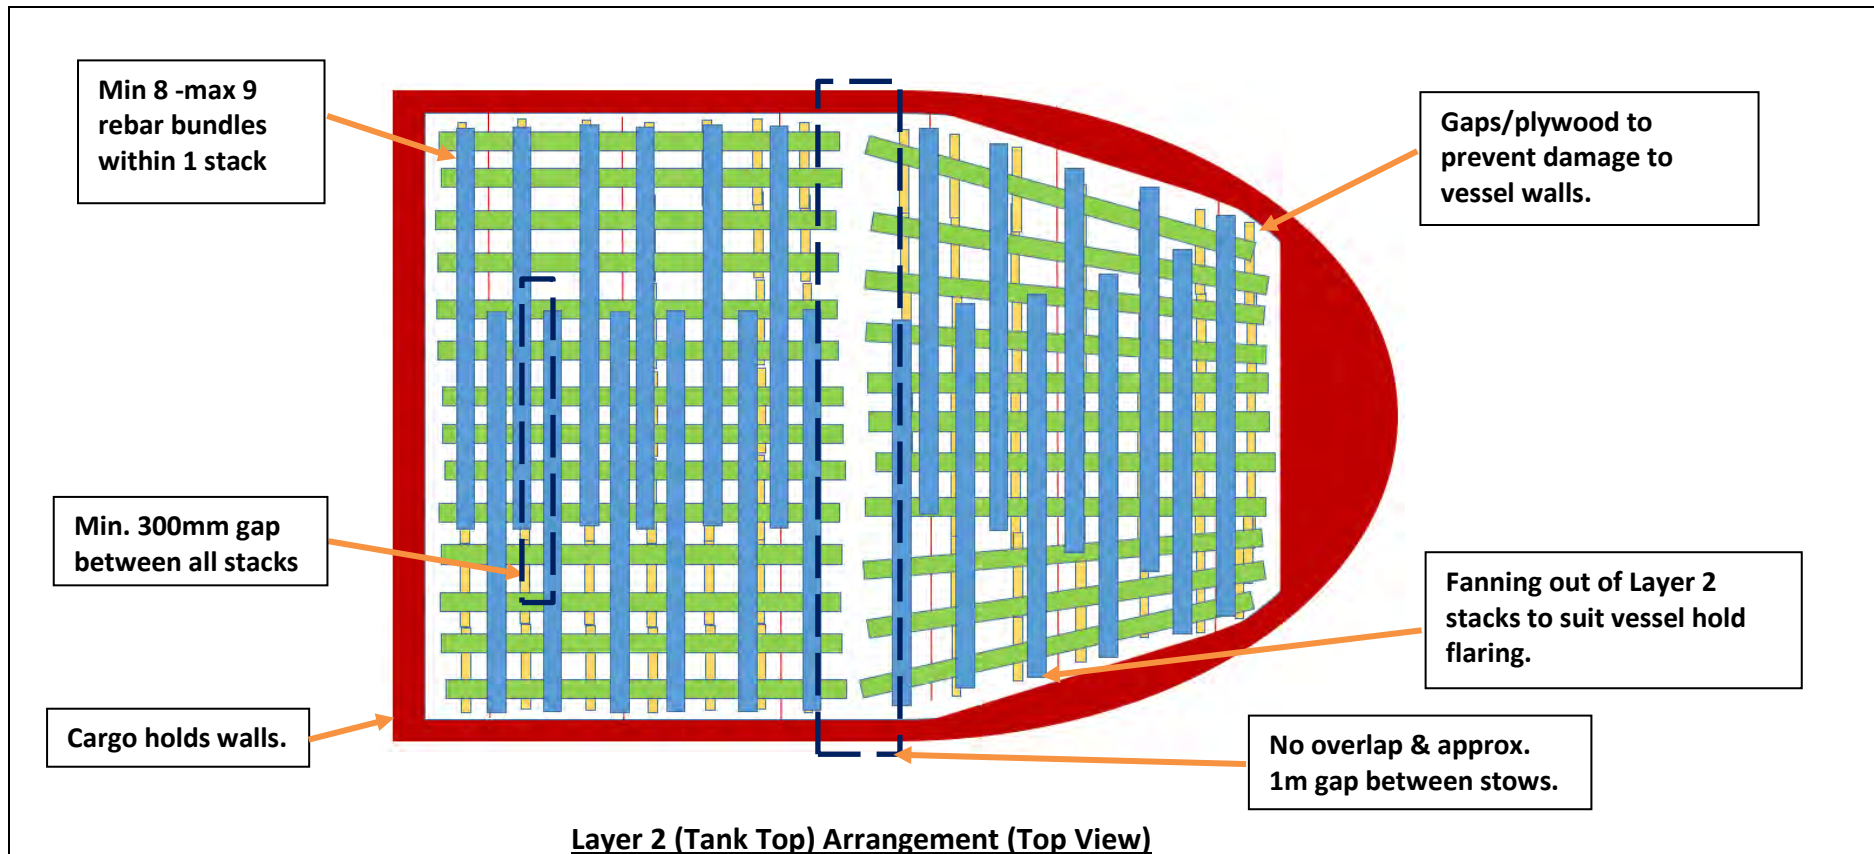 Min 8 -max 9
rebar bundles
within 1 stack
Gaps/plywood to
prevent damage to
vessel walls.
Min. 300mm gap
between all stacks
Fanning out of Layer 2
stacks to suit vessel hold
flaring.
Cargo holds walls.
No overlap & approx.
1m gap between stows.
Layer 2 (Tank Top) Arrangement (Top View)